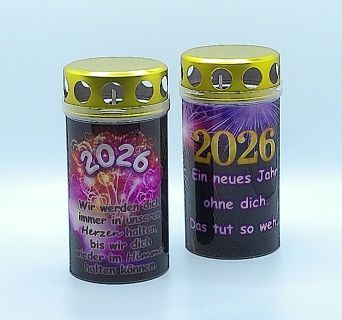 2026
Wir werden dich
immer in unseren
Herzen halten,
bis wir dich
wieder im Himmel
halten können.
2026
Ein neues Jahr
ohne dich.
Das tut so weh.